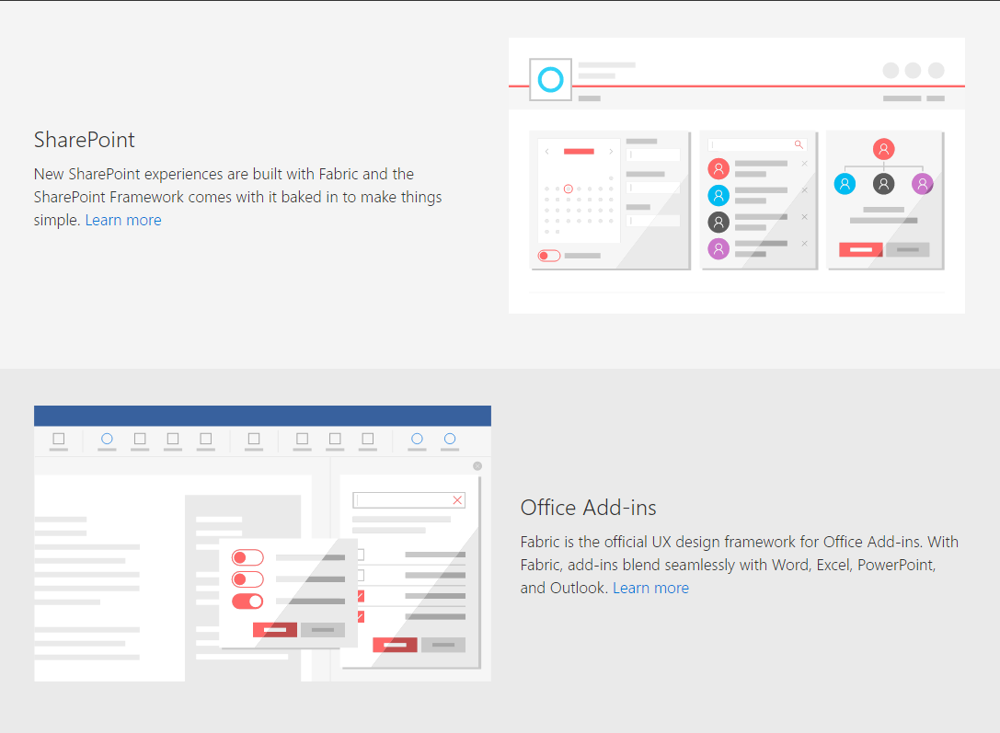 SharePoint
New SharePoint experiences are built with Fabric and the
SharePoint Framework comes with it baked in to make things
simple. Learn more
Office Add-ins
Fabric is the official UX design framework for Office Add-ins. With
Fabric, add-ins blend seamlessly with Word, Excel, PowerPoint,
and Outlook. Learn more